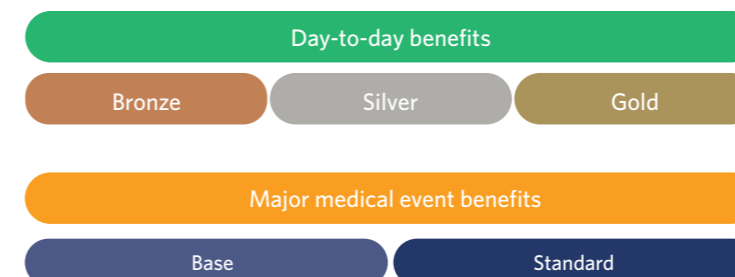 Day-to-day benefits
Bronze Silver Gold
Major medical event benefits
Base Standard